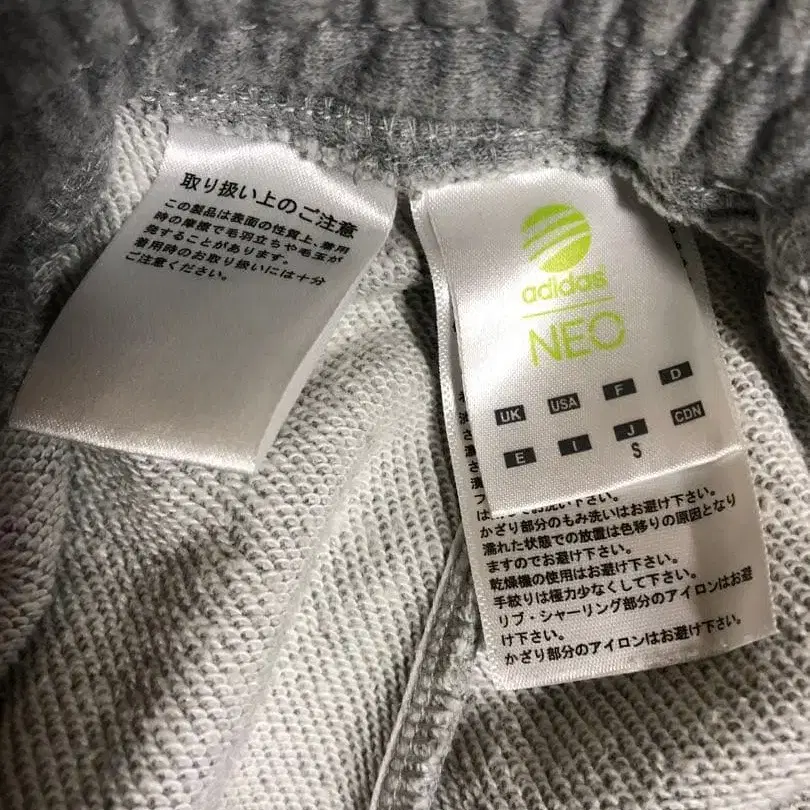 取り扱い上のご注意
この製品は表面の性質上、着用
時の摩擦で毛羽立ちや毛玉が
発することがあります。
着用時のお取り扱いには十分
ご注意ください。
adidas
NEO
UK USA F D
E I J CDN
S
お洗い下さい。
かざり部分のもみ洗いはお避け下さい。
濡れた状態での放置は色移りの原因となり
ますのでお避け下さい。
乾燥機の使用はお避け下さい。
手絞りは極力少なくして下さい。
リブ・シャーリング部分のアイロンはお避
け下さい。
かざり部分のアイロンはお避け下さい。